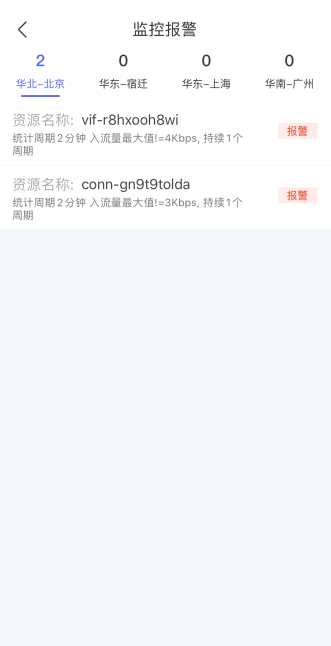 监控报警
2 0 0 0
华北-北京 华东-宿迁 华东-上海 华南-广州
资源名称: vif-r8hxooh8wi
报警
统计周期2分钟 入流量最大值!=4Kbps, 持续1个
周期
资源名称: conn-gn9t9tolda
报警
统计周期2分钟 入流量最大值!=3Kbps, 持续1个
周期